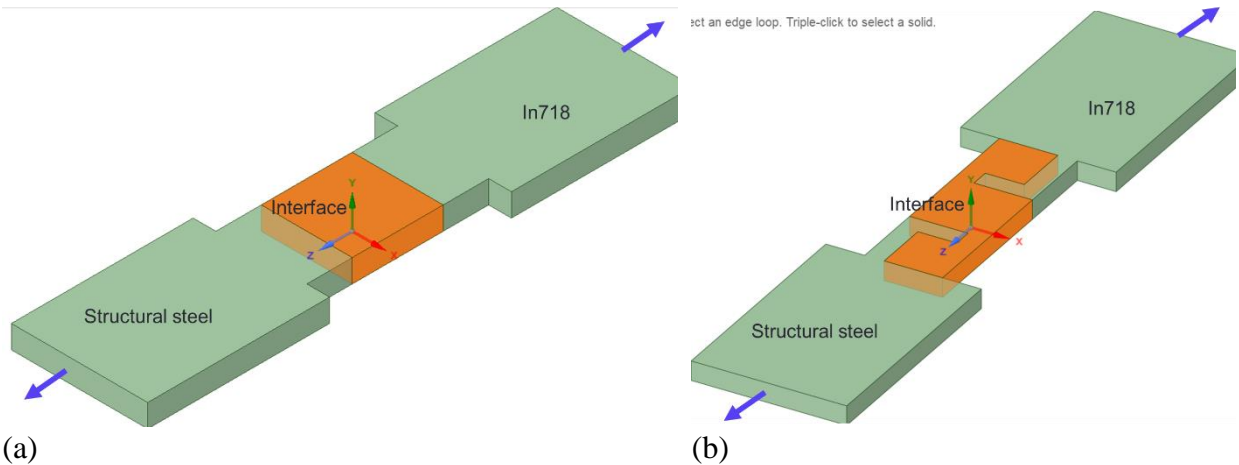 ect an edge loop. Triple-click to select a solid.
In718
In718
Y
Interface
Z
X
Y
Interface
Z
X
Structural steel
Structural steel
(a)
(b)